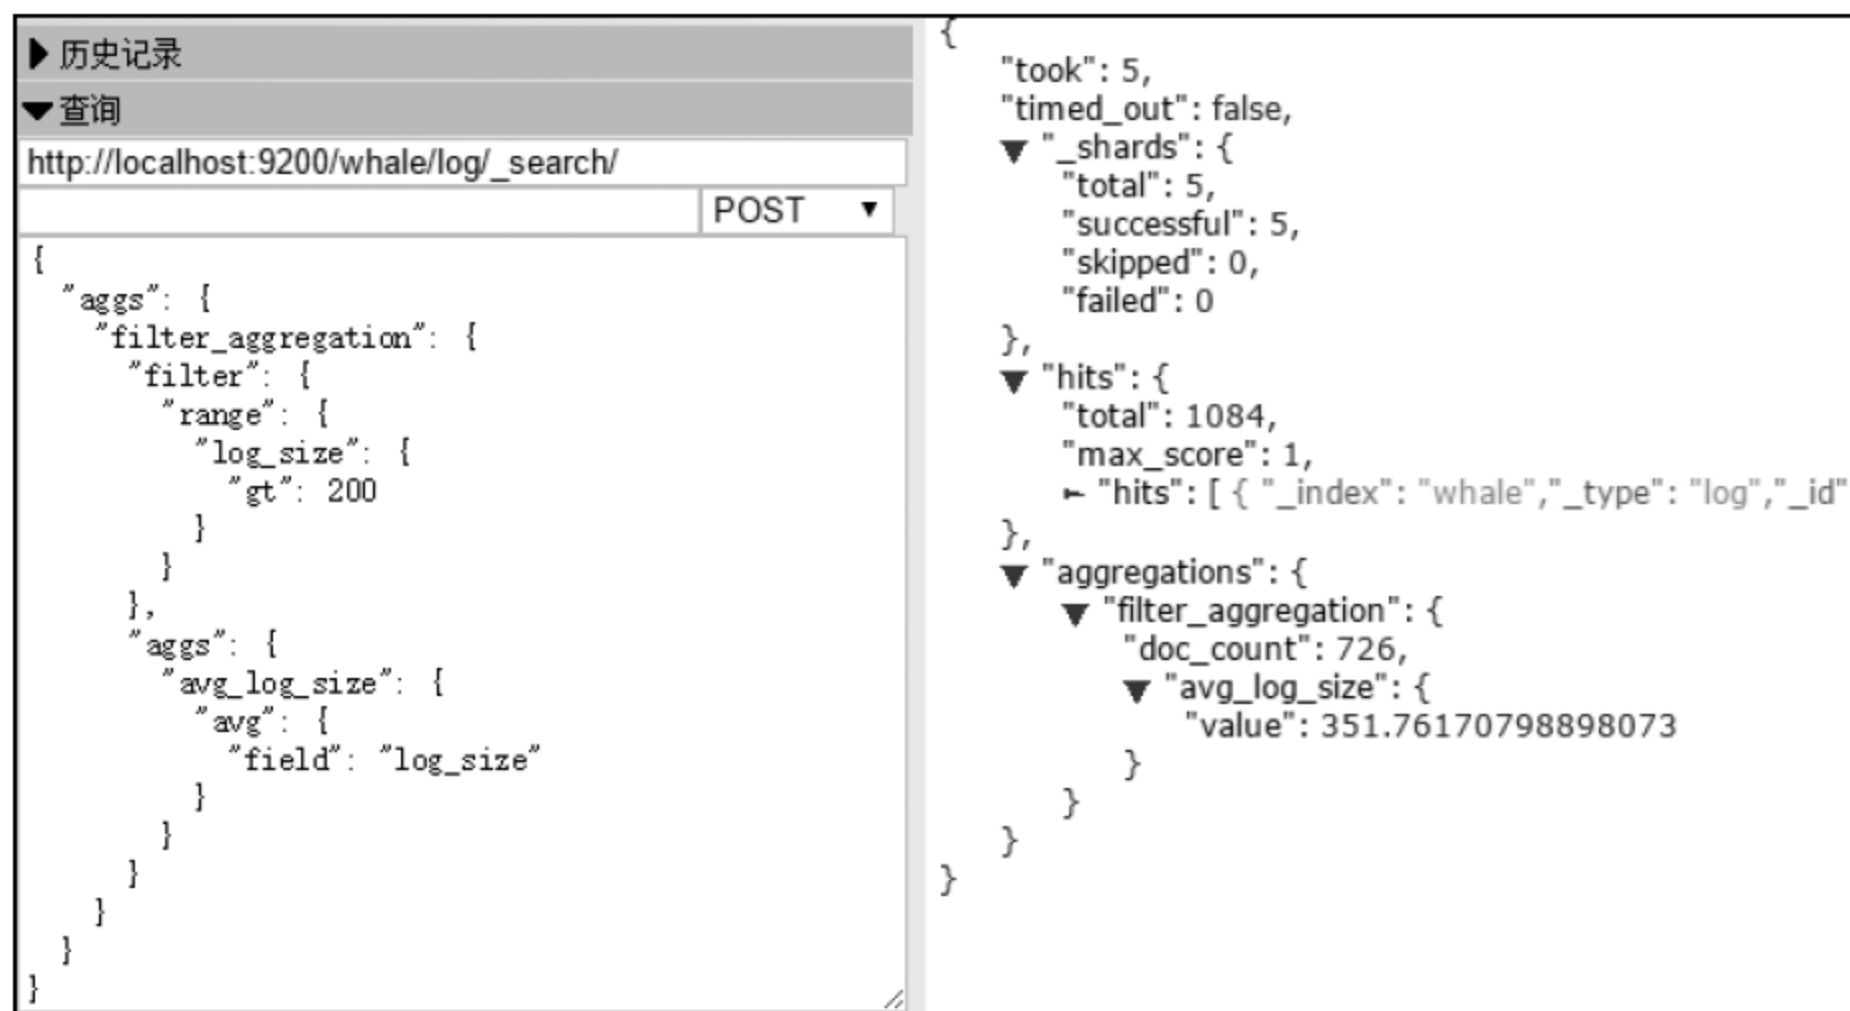 历史记录
查询
http://localhost:9200/whale/log/_search/
POST
{
"aggs": {
"filter_aggregation": {
"filter": {
"range": {
"log_size": {
"gt": 200
}
}
},
"aggs": {
"avg_log_size": {
"avg": {
"field": "log_size"
}
}
}
}
}
}
{
"took": 5,
"timed_out": false,
"_shards": {
"total": 5,
"successful": 5,
"skipped": 0,
"failed": 0
},
"hits": {
"total": 1084,
"max_score": 1,
"hits": [ { "_index": "whale","_type": "log","_id"
},
"aggregations": {
"filter_aggregation": {
"doc_count": 726,
"avg_log_size": {
"value": 351.76170798898073
}
}
}
}